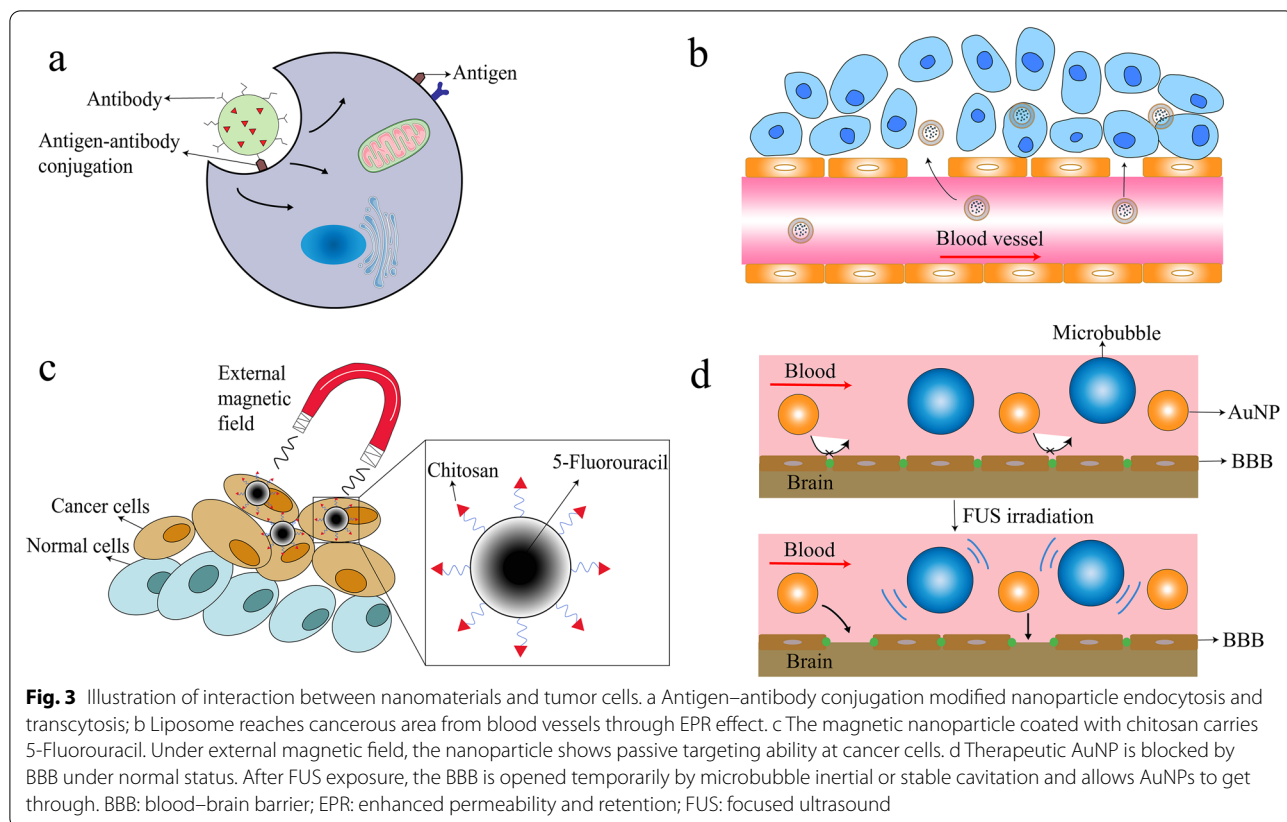 a
Antibody
Antigen-antibody
conjugation
Antigen
b
Blood vessel
c
External
magnetic
field
Chitosan
5-Fluorouracil
Cancer cells
Normal cells
d
Microbubble
Blood
AuNP
BBB
Brain
FUS irradiation
Blood
BBB
Brain
Fig. 3 Illustration of interaction between nanomaterials and tumor cells. a Antigen–antibody conjugation modified nanoparticle endocytosis and
transcytosis; b Liposome reaches cancerous area from blood vessels through EPR effect. c The magnetic nanoparticle coated with chitosan carries
5-Fluorouracil. Under external magnetic field, the nanoparticle shows passive targeting ability at cancer cells. d Therapeutic AuNP is blocked by
BBB under normal status. After FUS exposure, the BBB is opened temporarily by microbubble inertial or stable cavitation and allows AuNPs to get
through. BBB: blood–brain barrier; EPR: enhanced permeability and retention; FUS: focused ultrasound